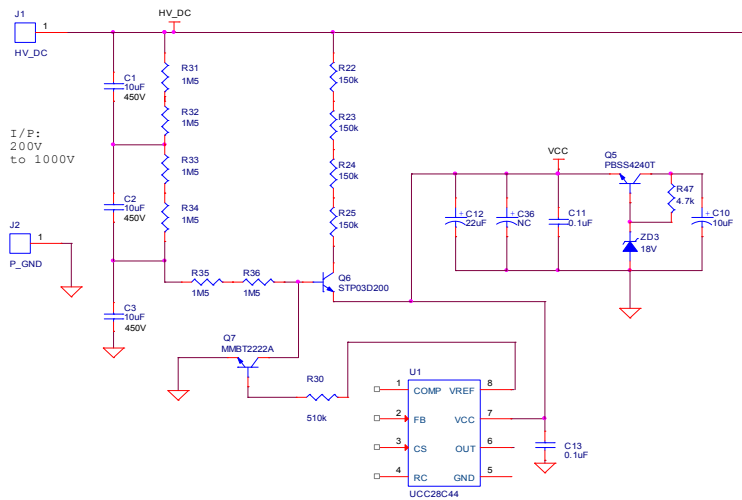 J1
1
HV_DC
HV_DC
I/P:
200V
to 1000V
J2
1
P_GND
C1
10uF
450V
C2
10uF
450V
C3
10uF
450V
R31
1M5
R32
1M5
R33
1M5
R34
1M5
R35
1M5
R36
1M5
R22
150k
R23
150k
R24
150k
R25
150k
Q6
STP03D200
Q7
MMBT2222A
R30
510k
VCC
Q5
PBSS4240T
R47
4.7k
C12
22uF
C36
NC
C11
0.1uF
ZD3
18V
C10
10uF
U1
1 COMP VREF 8
2 FB VCC 7
3 CS OUT 6
4 RC GND 5
UCC28C44
C13
0.1uF